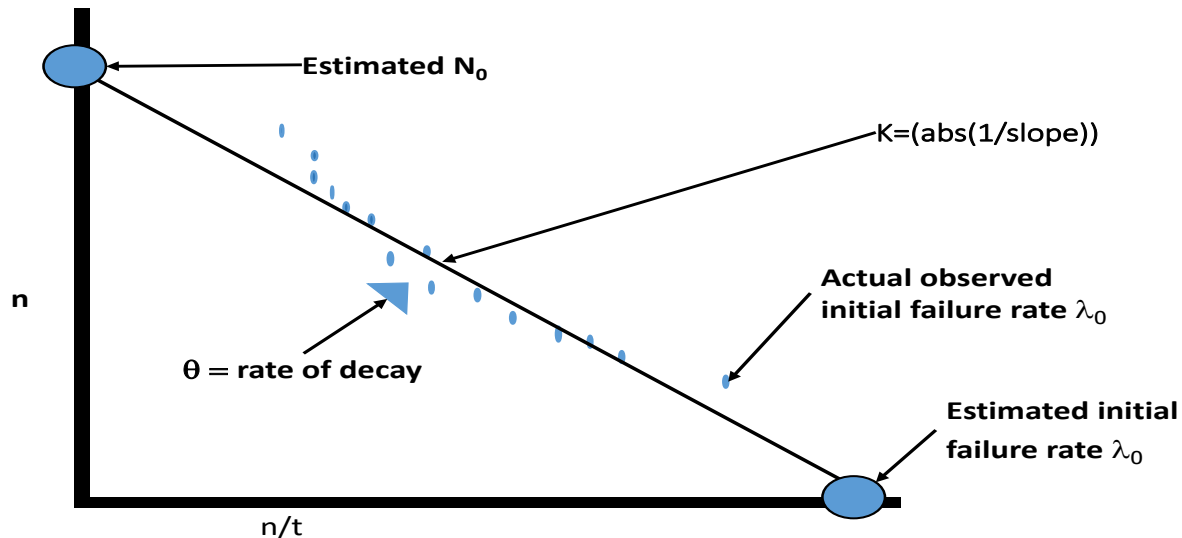 Estimated N₀
K=(abs(1/slope))
n
Actual observed
initial failure rate λ₀
θ = rate of decay
Estimated initial
failure rate λ₀
n/t